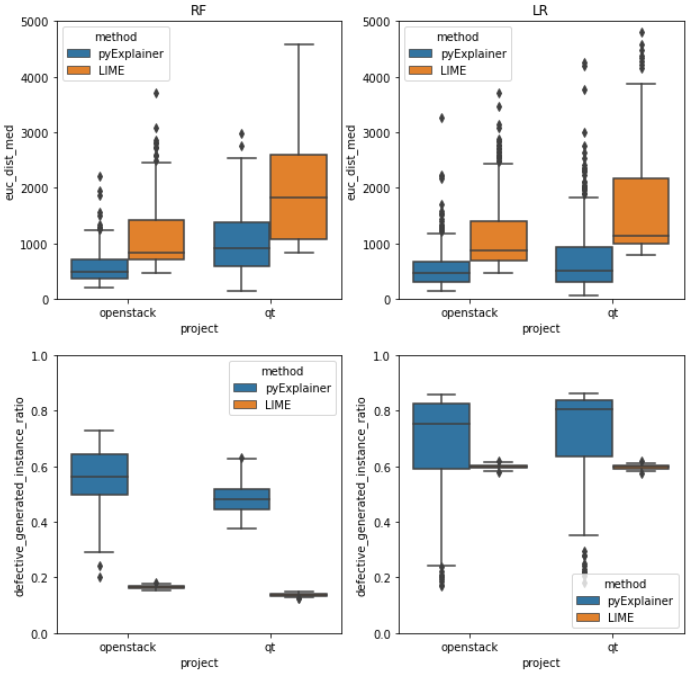 RF
LR
method
pyExplainer
LIME
5000
4000
3000
2000
1000
0
euc_dist_med
openstack
qt
project
method
pyExplainer
LIME
5000
4000
3000
2000
1000
0
euc_dist_med
openstack
qt
project
method
pyExplainer
LIME
1.0
0.8
0.6
0.4
0.2
0.0
defective_generated_instance_ratio
openstack
qt
project
1.0
0.8
0.6
0.4
0.2
0.0
defective_generated_instance_ratio
method
pyExplainer
LIME
openstack
qt
project